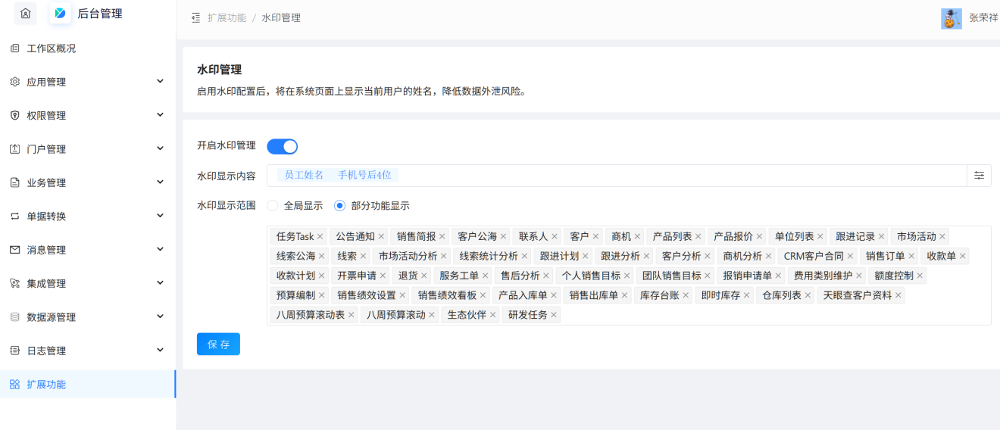 后台管理
工作区概况
应用管理
权限管理
门户管理
业务管理
单据转换
消息管理
集成管理
数据源管理
日志管理
扩展功能
扩展功能 / 水印管理
张荣祥
水印管理
启用水印配置后，将在系统页面上显示当前用户的姓名，降低数据外泄风险。
开启水印管理
水印显示内容 员工姓名 手机号后4位
水印显示范围 全局显示 部分功能显示
任务Task × 公告通知 × 销售简报 × 客户公海 × 联系人 × 客户 × 商机 × 产品列表 × 产品报价 × 单位列表 × 跟进记录 × 市场活动 ×
线索公海 × 线索 × 市场活动分析 × 线索统计分析 × 跟进计划 × 跟进分析 × 客户分析 × 商机分析 × CRM客户合同 × 销售订单 × 收款单 ×
收款计划 × 开票申请 × 退货 × 服务工单 × 售后分析 × 个人销售目标 × 团队销售目标 × 报销申请单 × 费用类别维护 × 额度控制 ×
预算编制 × 销售绩效设置 × 销售绩效看板 × 产品入库单 × 销售出库单 × 库存台账 × 即时库存 × 仓库列表 × 天眼查客户资料 ×
八周预算滚动表 × 八周预算滚动 × 生态伙伴 × 研发任务 ×
保 存